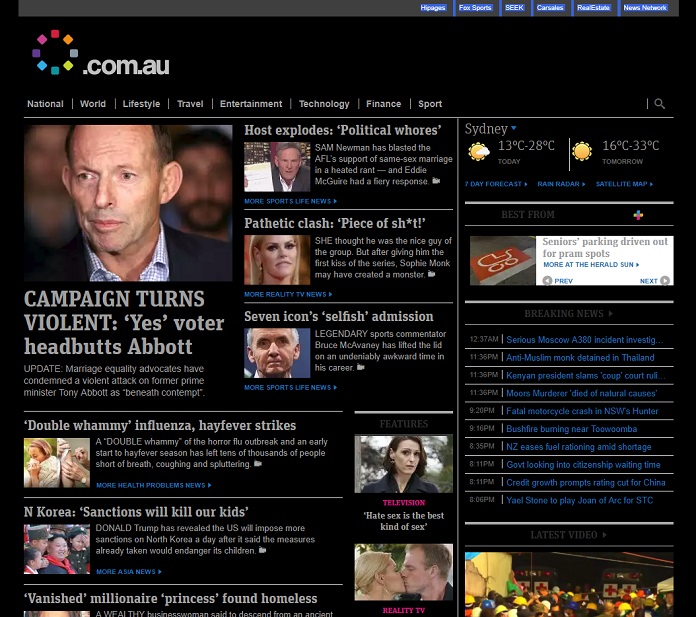 Hipages
Fox Sports
SEEK
Carsales
RealEstate
News Network
.com.au
National
World
Lifestyle
Travel
Entertainment
Technology
Finance
Sport
CAMPAIGN TURNS
VIOLENT: ‘Yes’ voter
headbutts Abbott
UPDATE: Marriage equality advocates have
condemned a violent attack on former prime
minister Tony Abbott as “beneath contempt”.
Host explodes: ‘Political whores’
SAM Newman has blasted the
AFL’s support of same-sex marriage
in a heated rant — and Eddie
McGuire had a fiery response.
MORE SPORTS LIFE NEWS
Pathetic clash: ‘Piece of sh*t!’
SHE thought he was the nice guy of
the group. But after giving him the
first kiss of the series, Sophie Monk
may have created a monster.
MORE REALITY TV NEWS
Seven icon’s ‘selfish’ admission
LEGENDARY sports commentator
Bruce McAvaney has lifted the lid
on an undeniably awkward time in
his career.
MORE SPORTS LIFE NEWS
‘Double whammy’ influenza, hayfever strikes
A “DOUBLE whammy” of the horror flu outbreak and an early
start to hayfever season has left tens of thousands of people
short of breath, coughing and spluttering.
MORE HEALTH PROBLEMS NEWS
N Korea: ‘Sanctions will kill our kids’
DONALD Trump has revealed the US will impose more
sanctions on North Korea a day after it said the measures
already taken would endanger its children.
MORE ASIA NEWS
‘Vanished’ millionaire ‘princess’ found homeless
A WEALTHY businesswoman said to descend from an ancient
FEATURES
TELEVISION
‘Hate sex is the best
kind of sex’
REALITY TV
Sydney
13ºC-28ºC
TODAY
16ºC-33ºC
TOMORROW
7 DAY FORECAST
RAIN RADAR
SATELLITE MAP
BEST FROM
Seniors’ parking driven out
for pram spots
MORE AT THE HERALD SUN
PREV
NEXT
BREAKING NEWS
12:37AM Serious Moscow A380 incident investig...
11:36PM Anti-Muslim monk detained in Thailand
11:36PM Kenyan president slams 'coup' court ruli...
11:36PM Moors Murderer 'died of natural causes'
9:20PM Fatal motorcycle crash in NSW's Hunter
9:16PM Bushfire burning near Toowoomba
8:35PM NZ eases fuel rationing amid shortage
8:11PM Govt looking into citizenship waiting time
8:11PM Credit growth prompts rating cut for China
8:06PM Yael Stone to play Joan of Arc for STC
LATEST VIDEO